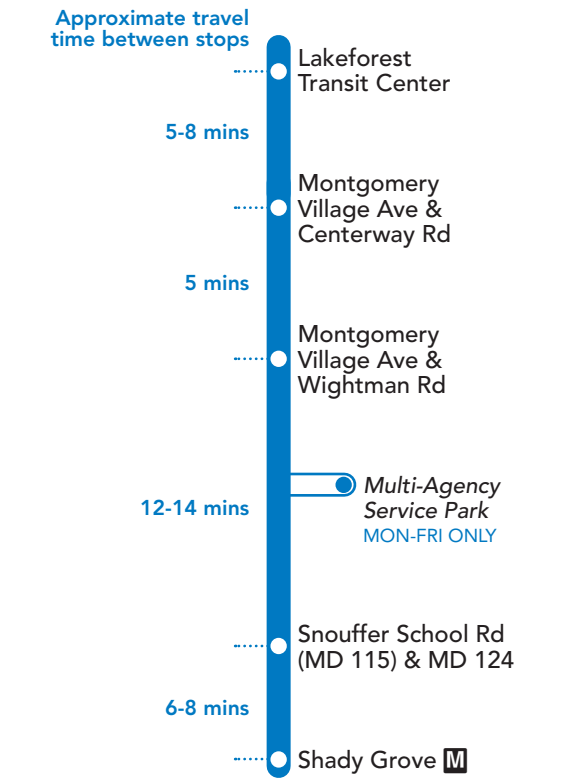 Approximate travel
time between stops
Lakeforest
Transit Center
5-8 mins
Montgomery
Village Ave &
Centerway Rd
5 mins
Montgomery
Village Ave &
Wightman Rd
Multi-Agency
Service Park
MON-FRI ONLY
12-14 mins
Snouffer School Rd
(MD 115) & MD 124
6-8 mins
Shady Grove M